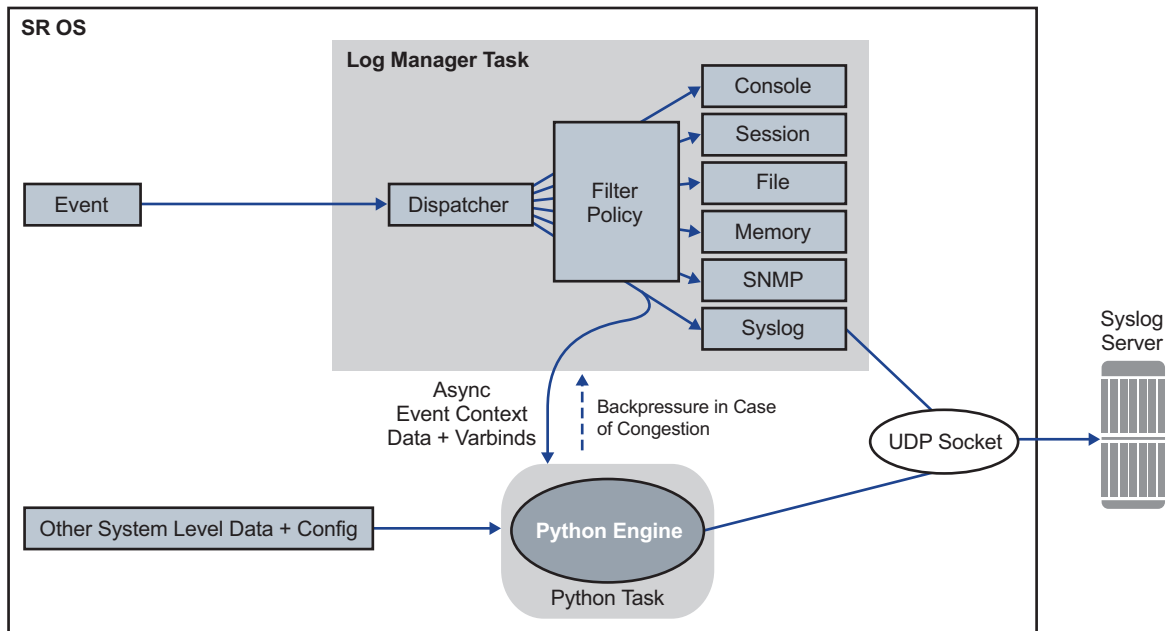 SR OS
Log Manager Task
Console
Session
File
Memory
SNMP
Syslog
Event
Dispatcher
Filter
Policy
Async
Event Context
Data + Varbinds
Backpressure in Case
of Congestion
Syslog
Server
UDP Socket
Other System Level Data + Config
Python Engine
Python Task